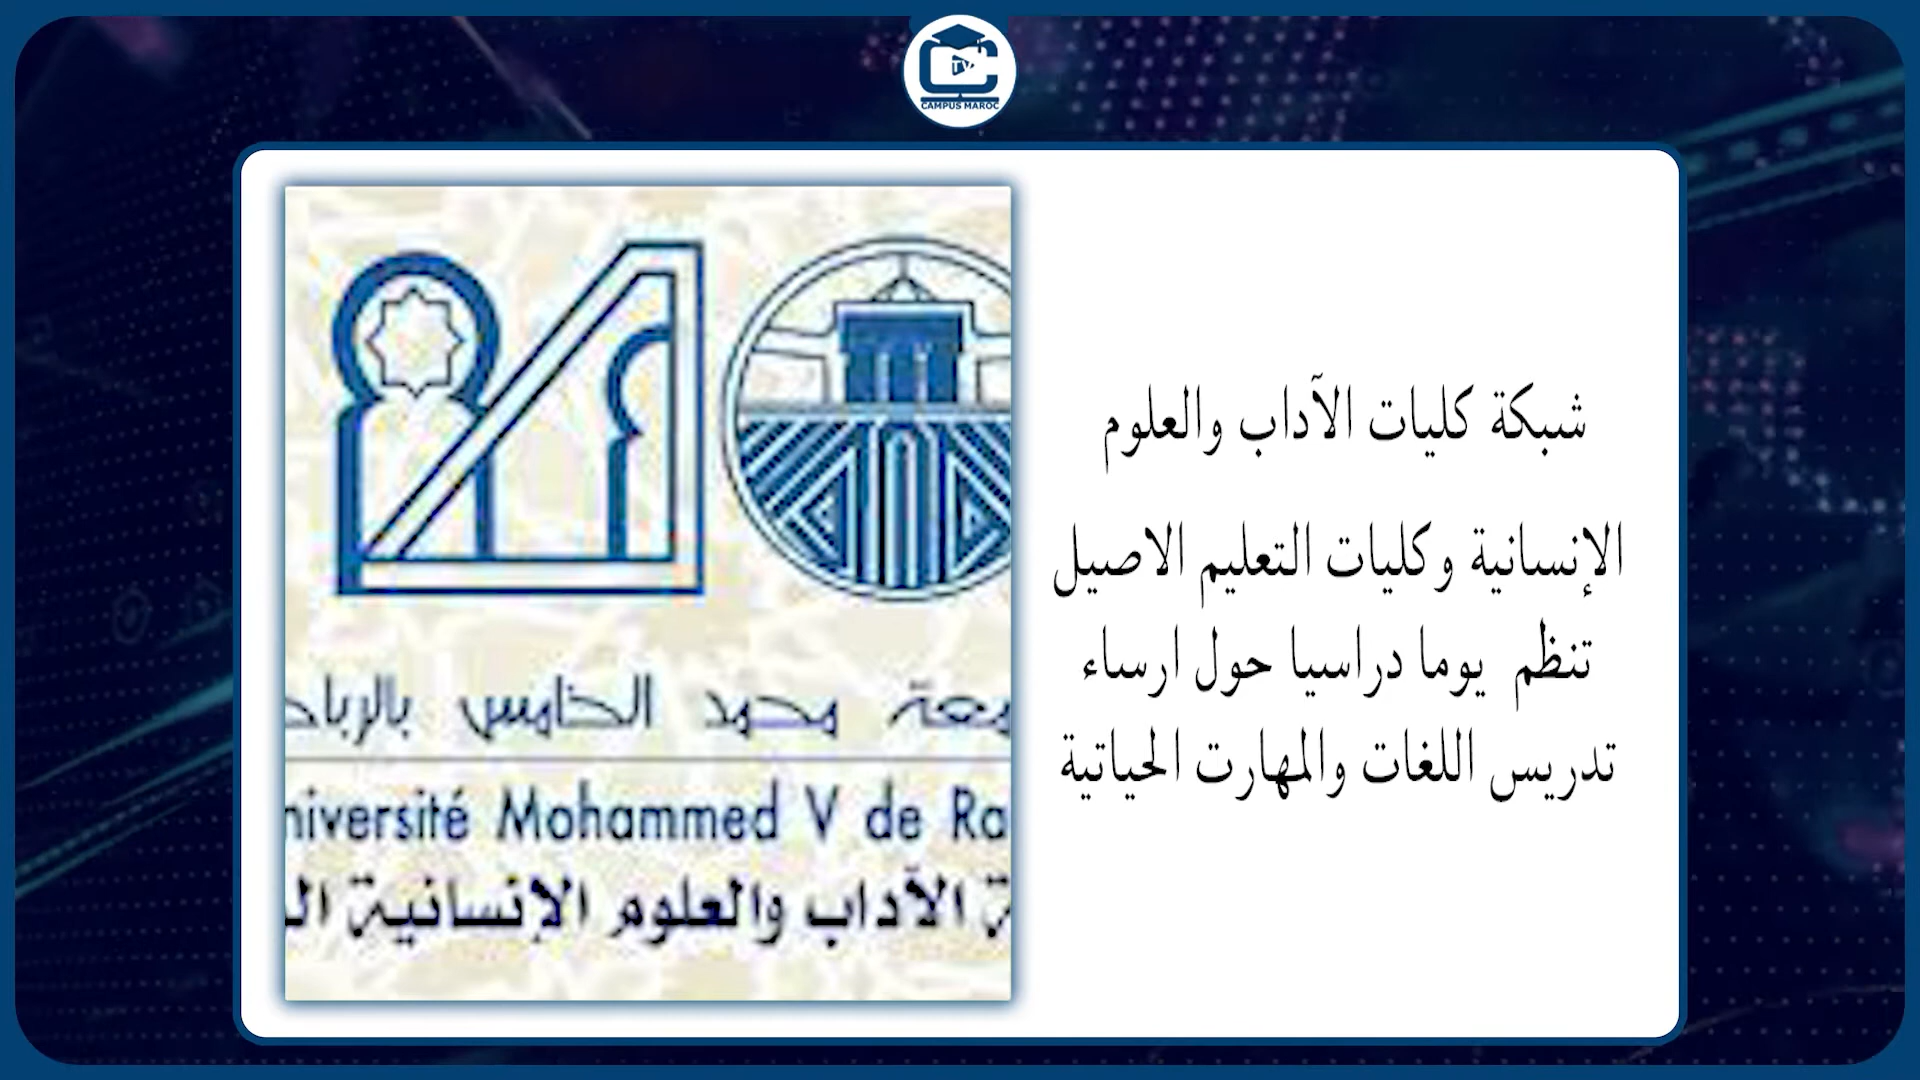 TV
CAMPUS MAROC
شبكة كليات الآداب والعلوم
الإنسانية وكليات التعليم الاصيل
تنظم يوما دراسيا حول ارساء
تدريس اللغات والمهارت الحياتية
محمد الخامس
Mohammed V de
الآداب والعلوم الإنسانية